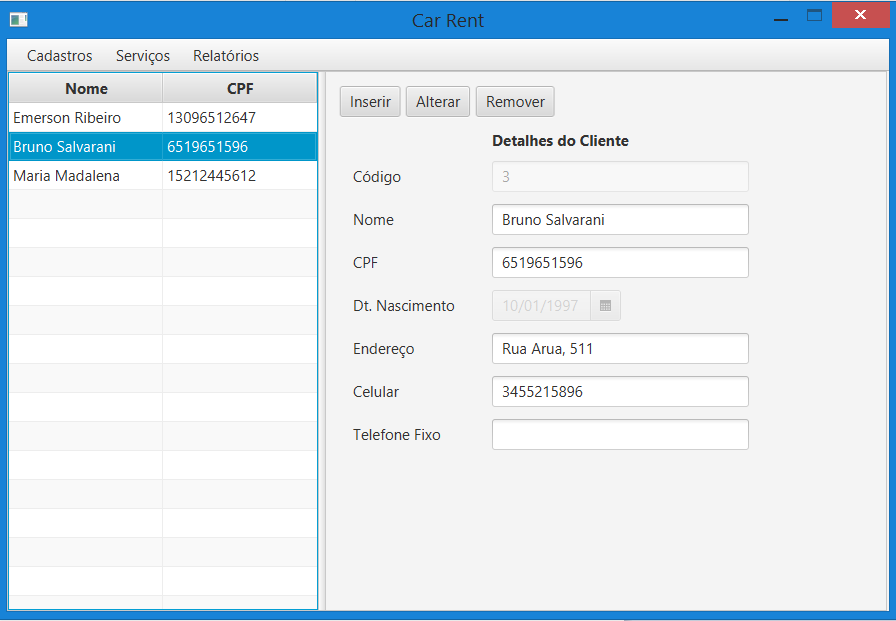 Car Rent
Cadastros Serviços Relatórios
Nome CPF
Emerson Ribeiro 13096512647
Bruno Salvarani 6519651596
Maria Madalena 15212445612
Inserir Alterar Remover
Detalhes do Cliente
Código 3
Nome Bruno Salvarani
CPF 6519651596
Dt. Nascimento 10/01/1997
Endereço Rua Arua, 511
Celular 3455215896
Telefone Fixo